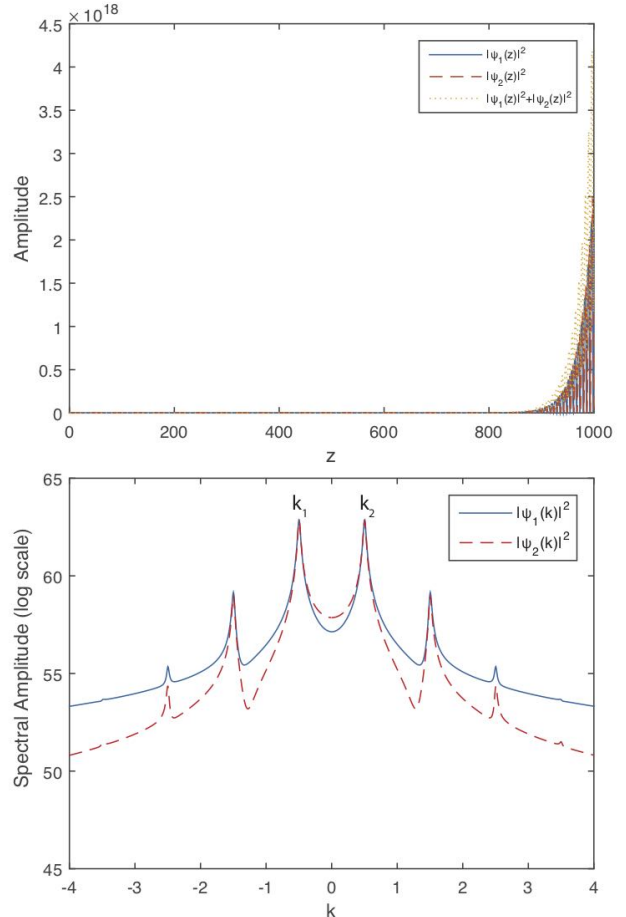 × 10^18
4.5
4
3.5
3
2.5
2
1.5
1
0.5
0
Amplitude
|ψ₁(z)|²
|ψ₂(z)|²
|ψ₁(z)|²+|ψ₂(z)|²
0 200 400 600 800 1000
z
65
60
55
50
45
Spectral Amplitude (log scale)
k₁ k₂
|ψ₁(k)|²
|ψ₂(k)|²
-4 -3 -2 -1 0 1 2 3 4
k